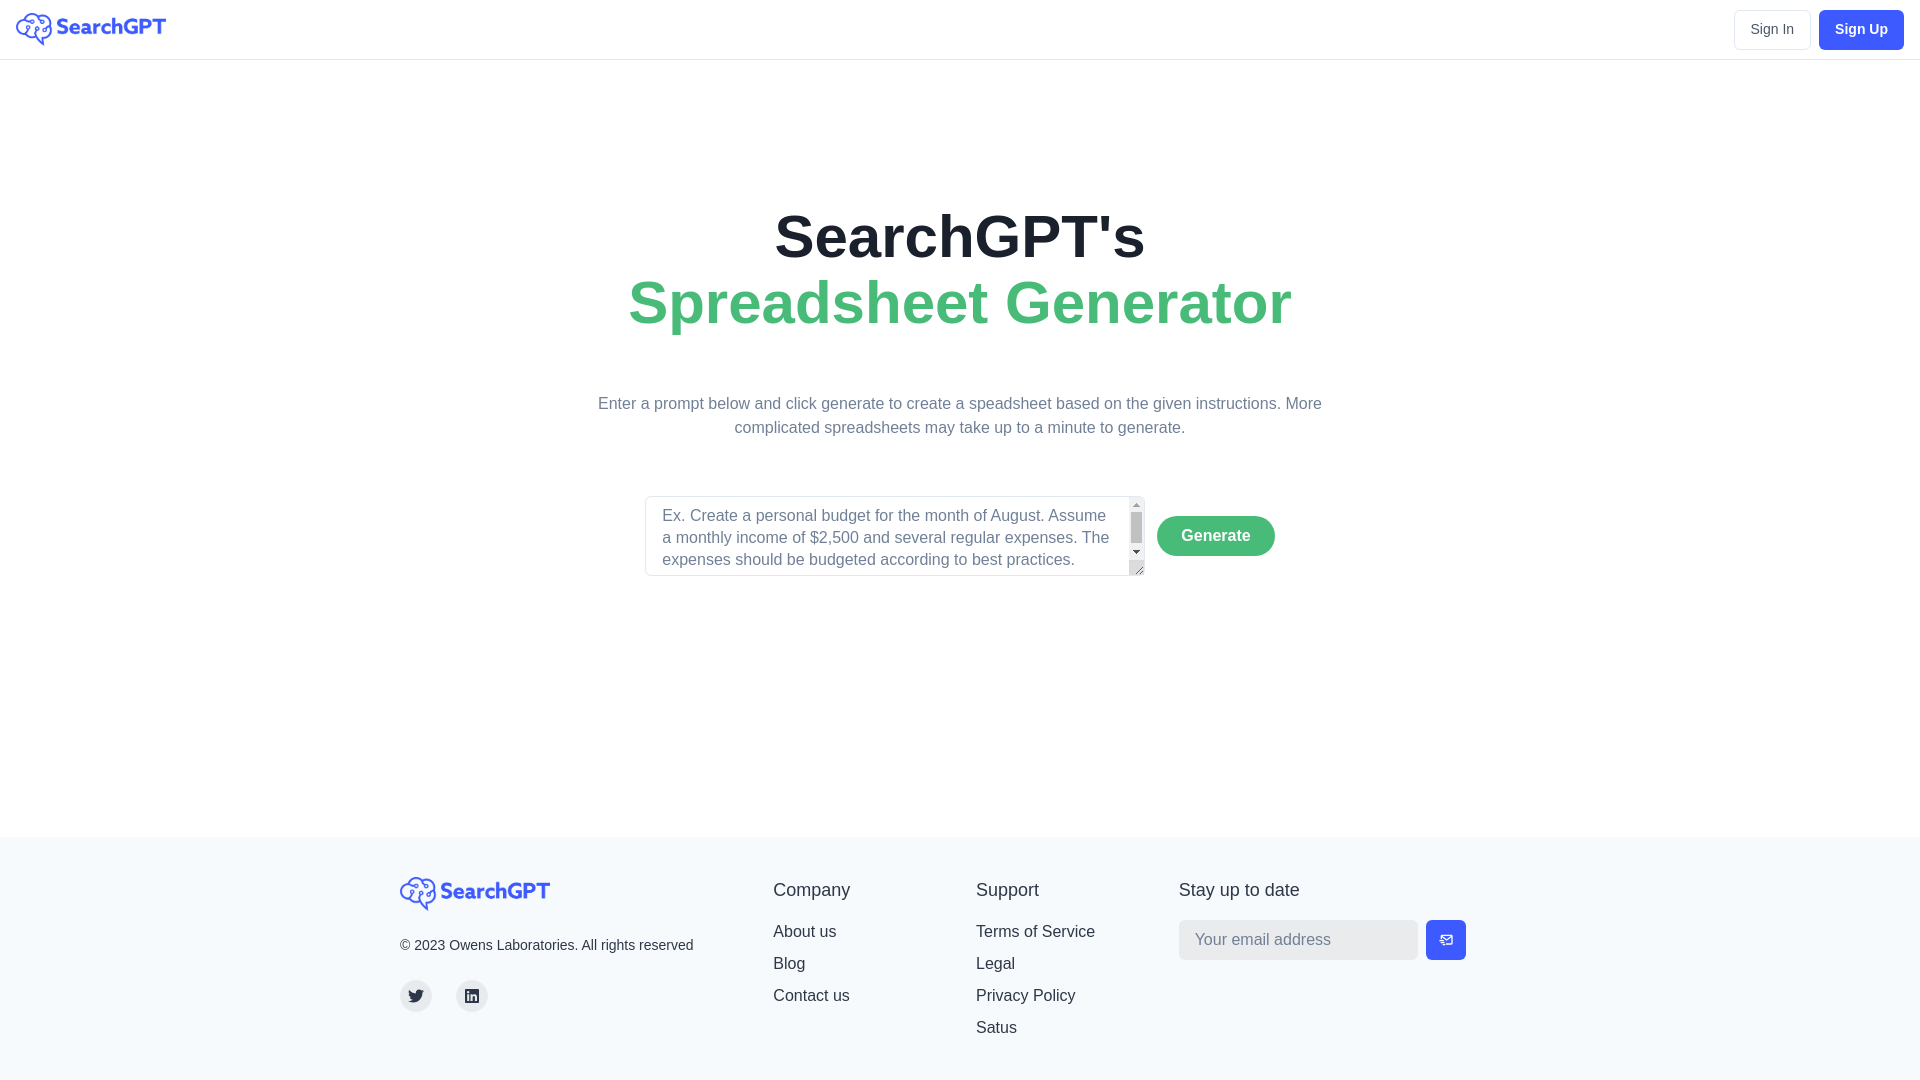 SearchGPT
Sign In
Sign Up
SearchGPT's
Spreadsheet Generator
Enter a prompt below and click generate to create a speadsheet based on the given instructions. More
complicated spreadsheets may take up to a minute to generate.
Ex. Create a personal budget for the month of August. Assume
a monthly income of $2,500 and several regular expenses. The
expenses should be budgeted according to best practices.
Generate
SearchGPT
© 2023 Owens Laboratories. All rights reserved
Company
About us
Blog
Contact us
Support
Terms of Service
Legal
Privacy Policy
Satus
Stay up to date
Your email address